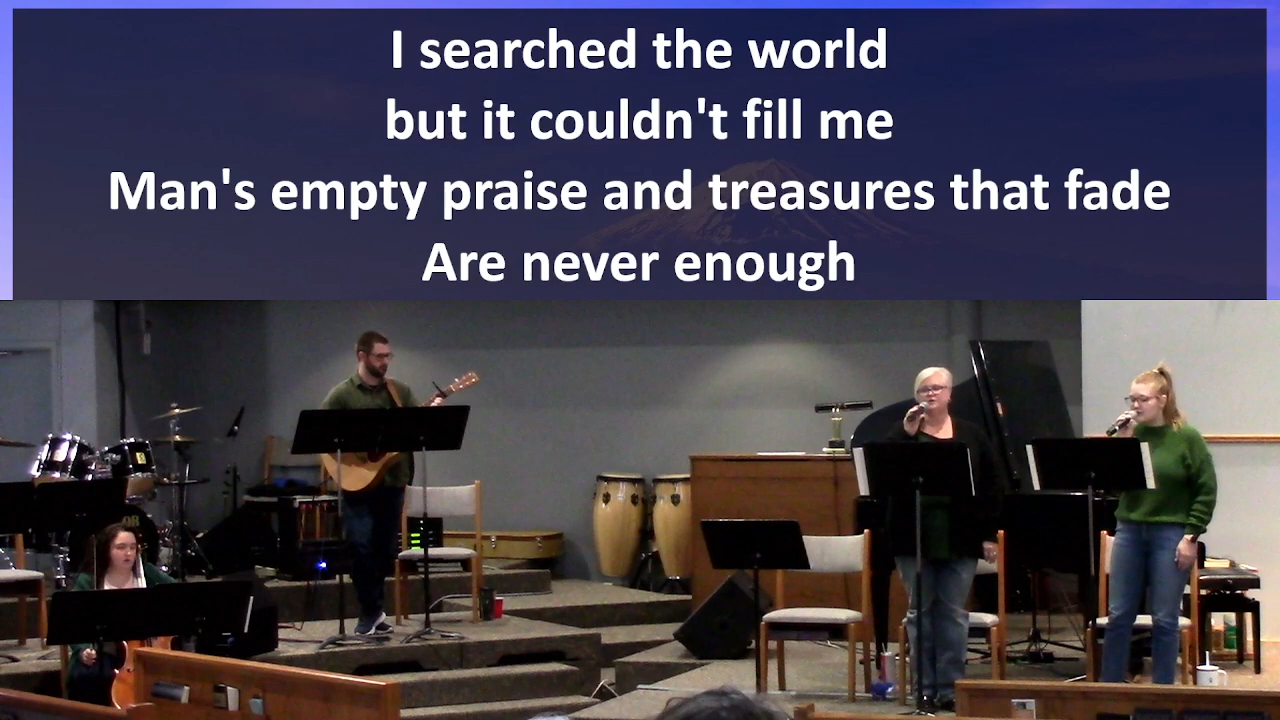 I searched the world
but it couldn't fill me
Man's empty praise and treasures that fade
Are never enough